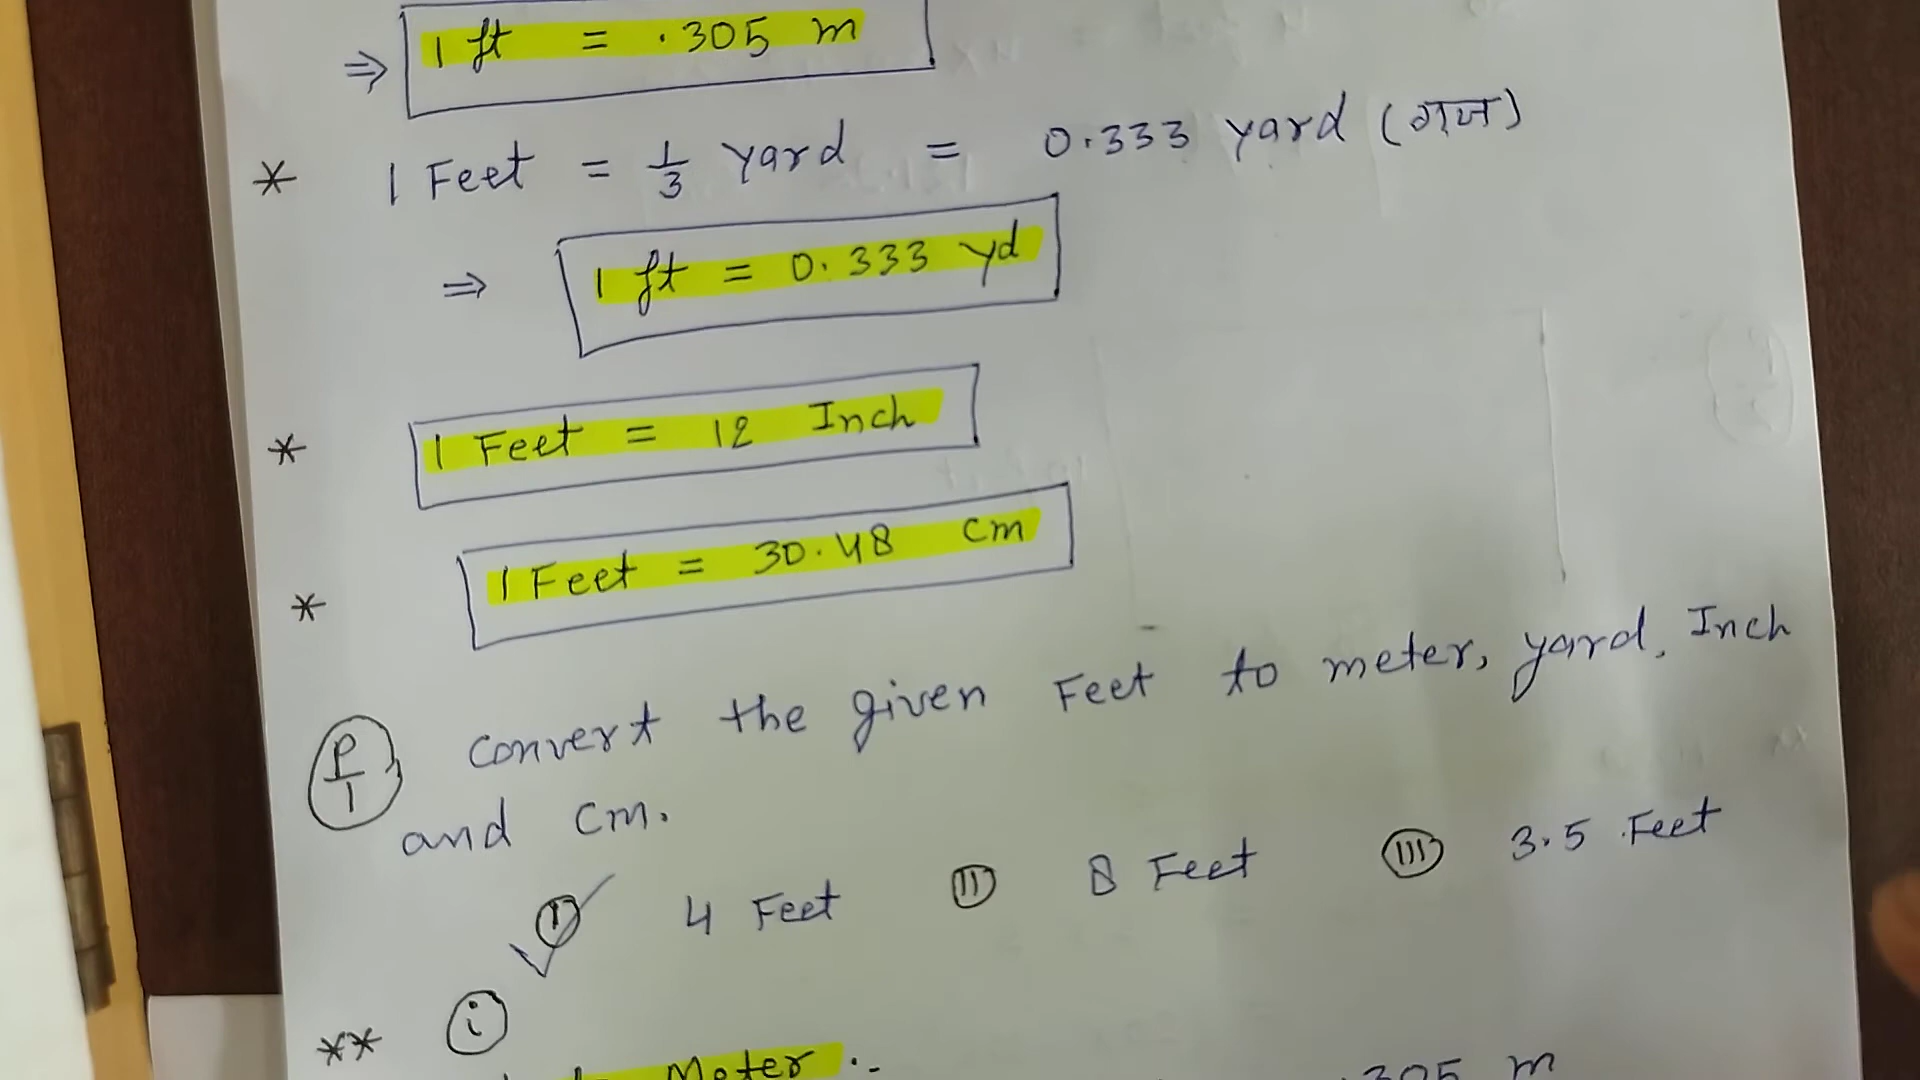 ⇒ 1 ft = .305 m
* 1 Feet = 1/3 yard = 0.333 yard (गज)
⇒ 1 ft = 0.333 yd
* 1 Feet = 12 Inch
* 1 Feet = 30.48 cm
P/1 convert the given Feet to meter, yard, Inch
and cm.
(I) 4 Feet (II) 8 Feet (III) 3.5 Feet
** (i)
Meter :- .305 m